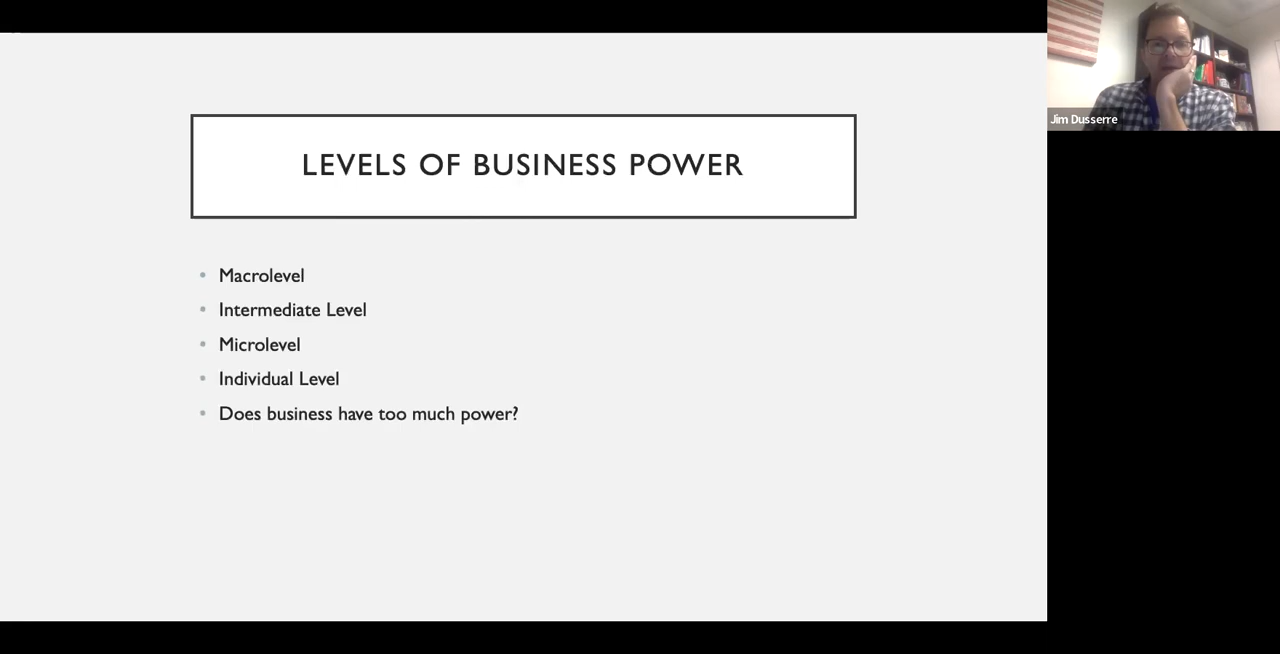 LEVELS OF BUSINESS POWER
• Macrolevel
• Intermediate Level
• Microlevel
• Individual Level
• Does business have too much power?
Jim Dusserre